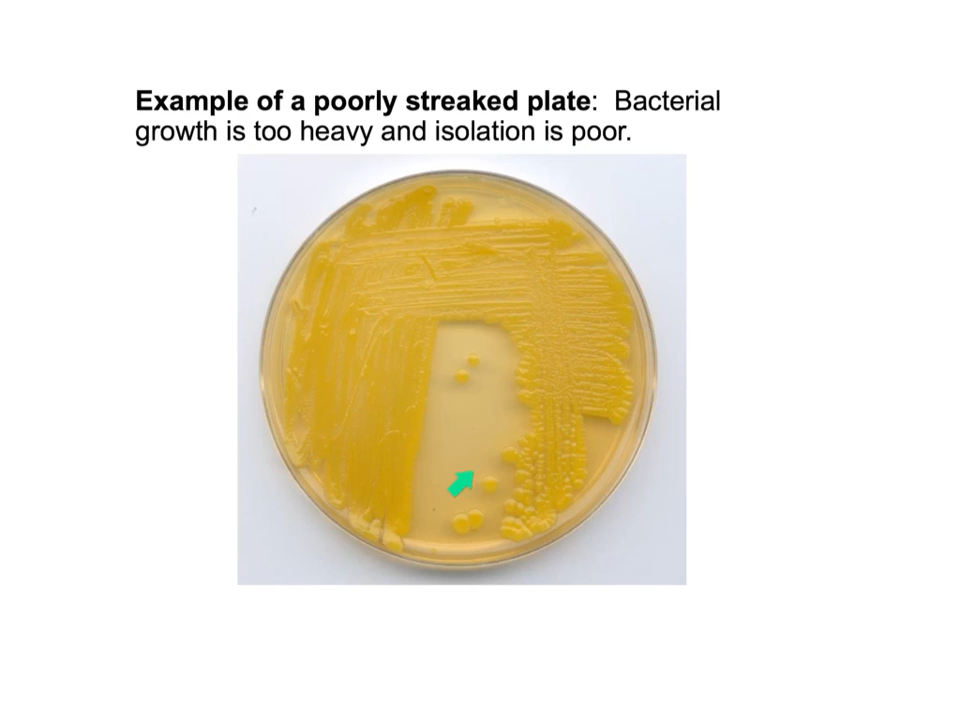 Example of a poorly streaked plate:  Bacterial
growth is too heavy and isolation is poor.